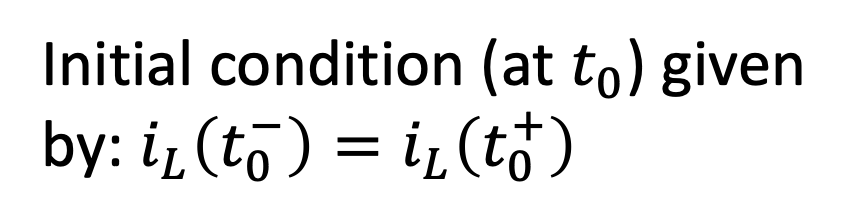 Initial condition (at t₀) given
by: i_L(t₀⁻) = i_L(t₀⁺)